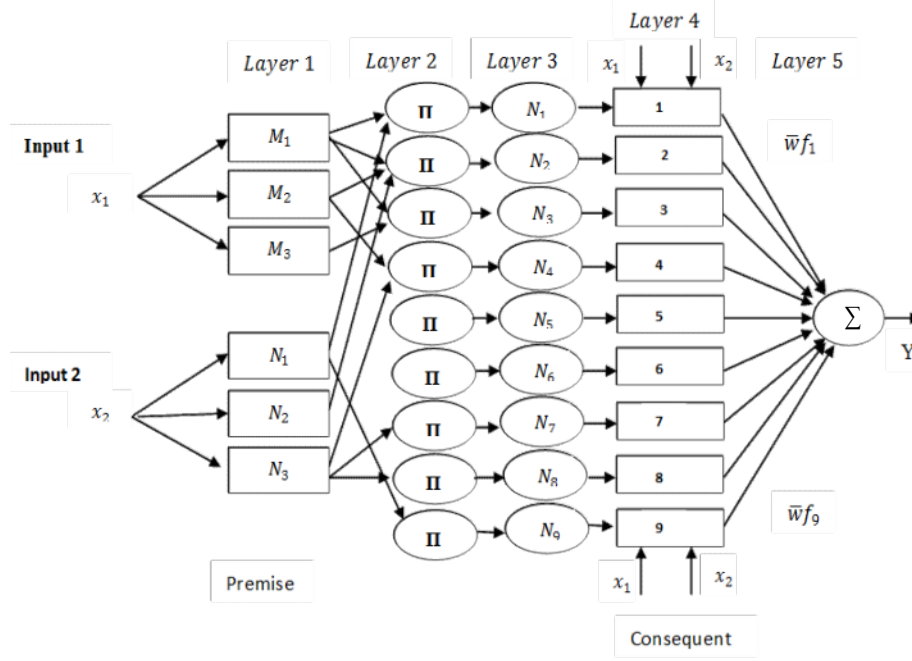 Layer 4
Layer 1 Layer 2 Layer 3 x₁ x₂ Layer 5
Π N₁ 1
Input 1 M₁ w̄f₁
Π N₂ 2
x₁ M₂
Π N₃ 3
M₃
Π N₄ 4
Π N₅ 5 ∑
N₁ Y
Input 2 Π N₆ 6
x₂ N₂
Π N₇ 7
N₃
Π N₈ 8
w̄f₉
Π N₉ 9
Premise x₁ x₂
Consequent